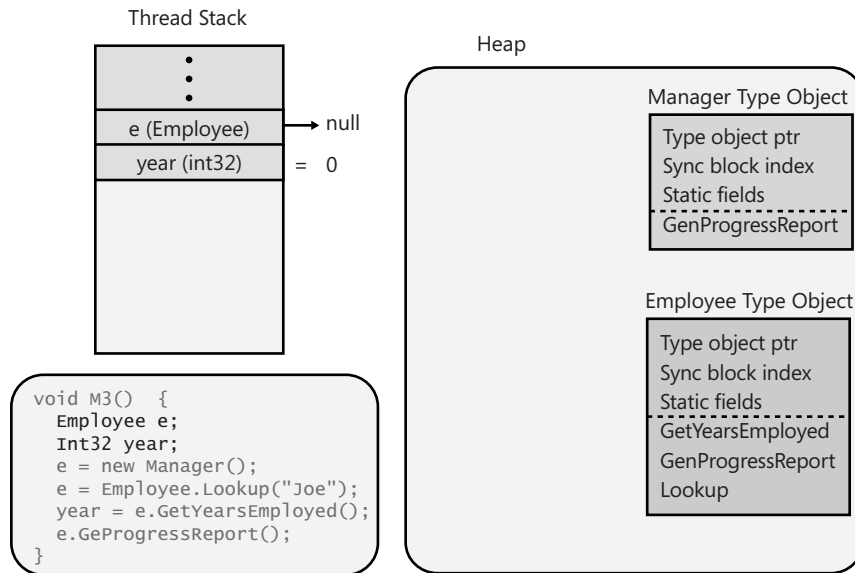 Thread Stack
e (Employee)
null
year (int32)
= 0
void M3() {
Employee e;
Int32 year;
e = new Manager();
e = Employee.Lookup("Joe");
year = e.GetYearsEmployed();
e.GeProgressReport();
}
Heap
Manager Type Object
Type object ptr
Sync block index
Static fields
GenProgressReport
Employee Type Object
Type object ptr
Sync block index
Static fields
GetYearsEmployed
GenProgressReport
Lookup